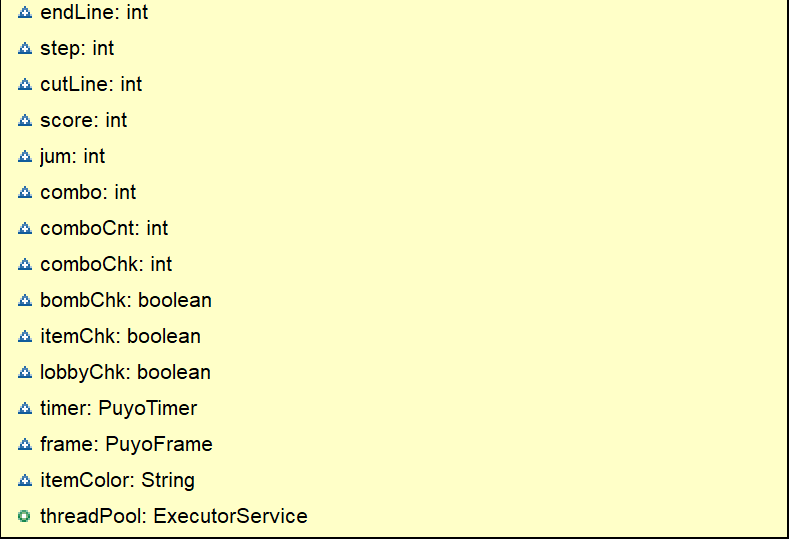 endLine: int
step: int
cutLine: int
score: int
jum: int
combo: int
comboCnt: int
comboChk: int
bombChk: boolean
itemChk: boolean
lobbyChk: boolean
timer: PuyoTimer
frame: PuyoFrame
itemColor: String
threadPool: ExecutorService